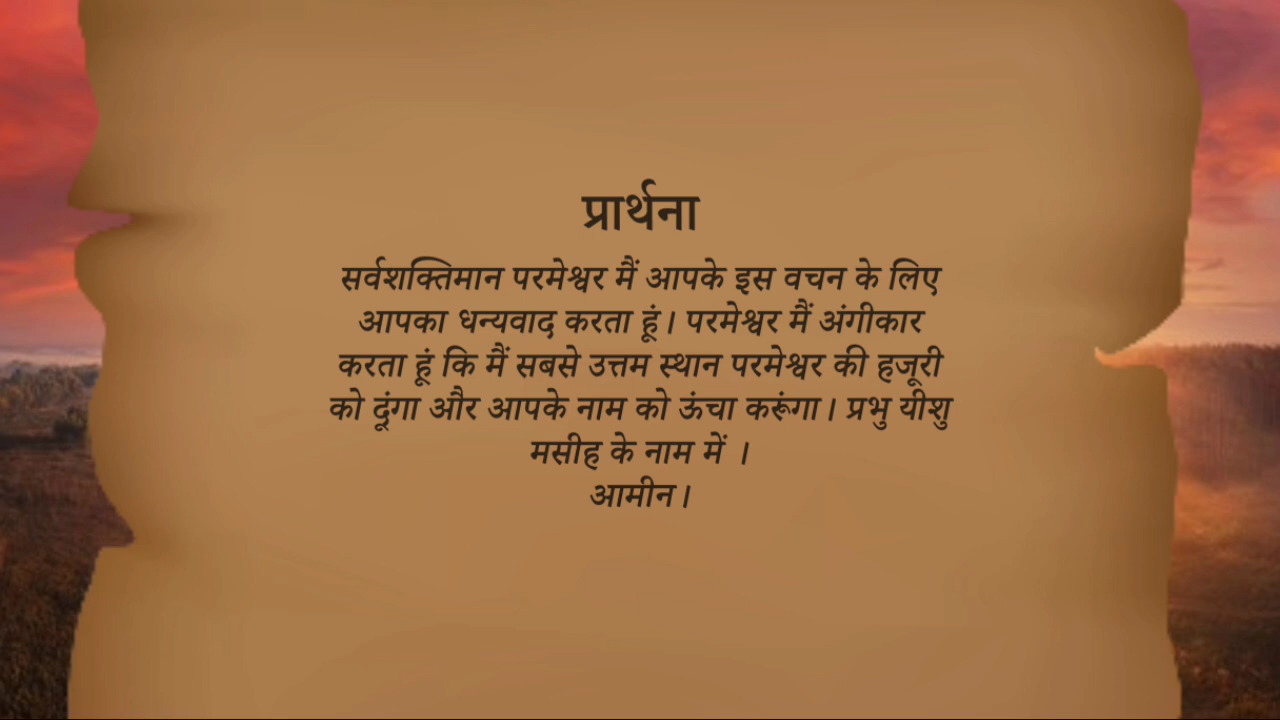 प्रार्थना
सर्वशक्तिमान परमेश्वर मैं आपके इस वचन के लिए
आपका धन्यवाद करता हूं। परमेश्वर मैं अंगीकार
करता हूं कि मैं सबसे उत्तम स्थान परमेश्वर की हजूरी
को दूंगा और आपके नाम को ऊंचा करूंगा। प्रभु यीशु
मसीह के नाम में ।
आमीन।